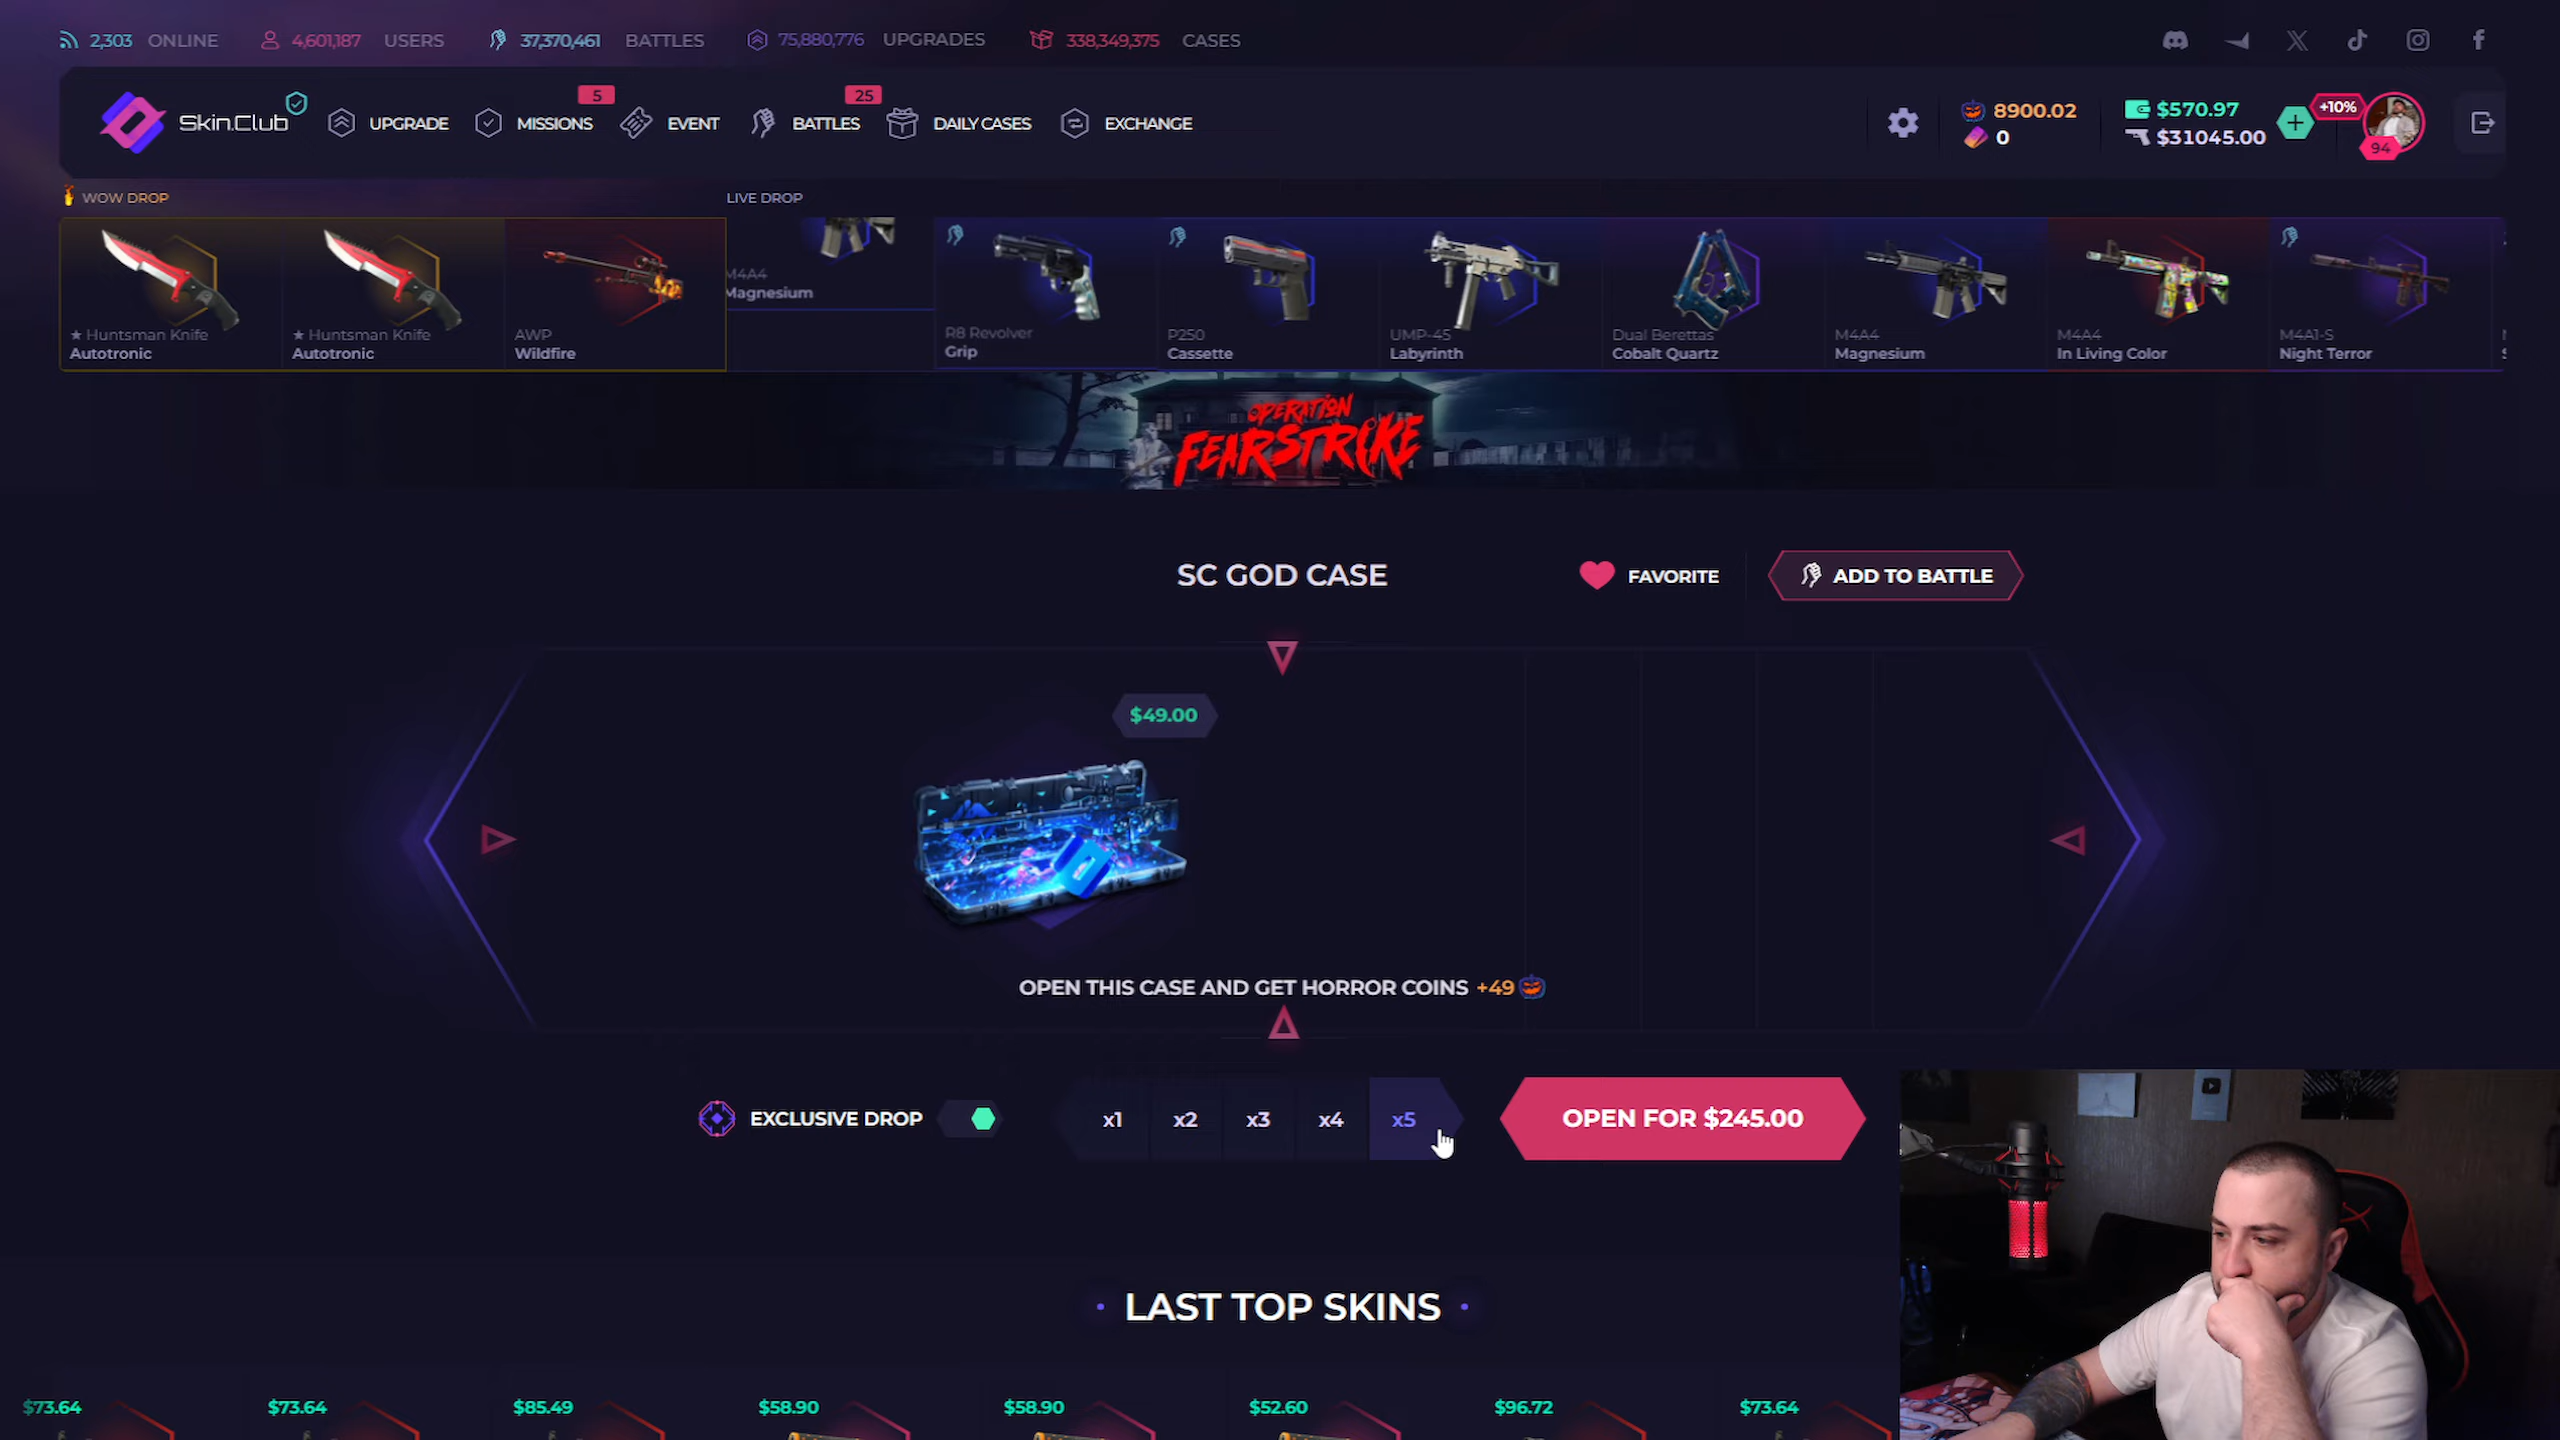 2,303 ONLINE 4,601,187 USERS 37,370,461 BATTLES 75,880,776 UPGRADES 338,349,375 CASES
Skin.Club UPGRADE MISSIONS 5 EVENT BATTLES 25 DAILY CASES EXCHANGE
8900.02
0
$570.97
$31045.00
+10%
94
WOW DROP
LIVE DROP
★ Huntsman Knife
Autotronic
★ Huntsman Knife
Autotronic
AWP
Wildfire
M4A4
Magnesium
R8 Revolver
Grip
P250
Cassette
UMP-45
Labyrinth
Dual Berettas
Cobalt Quartz
M4A4
Magnesium
M4A4
In Living Color
M4A1-S
Night Terror
OPERATION
FEARSTRIKE
SC GOD CASE
FAVORITE
ADD TO BATTLE
$49.00
OPEN THIS CASE AND GET HORROR COINS +49
EXCLUSIVE DROP
x1 x2 x3 x4 x5
OPEN FOR $245.00
• LAST TOP SKINS •
$73.64 $73.64 $85.49 $58.90 $58.90 $52.60 $96.72 $73.64